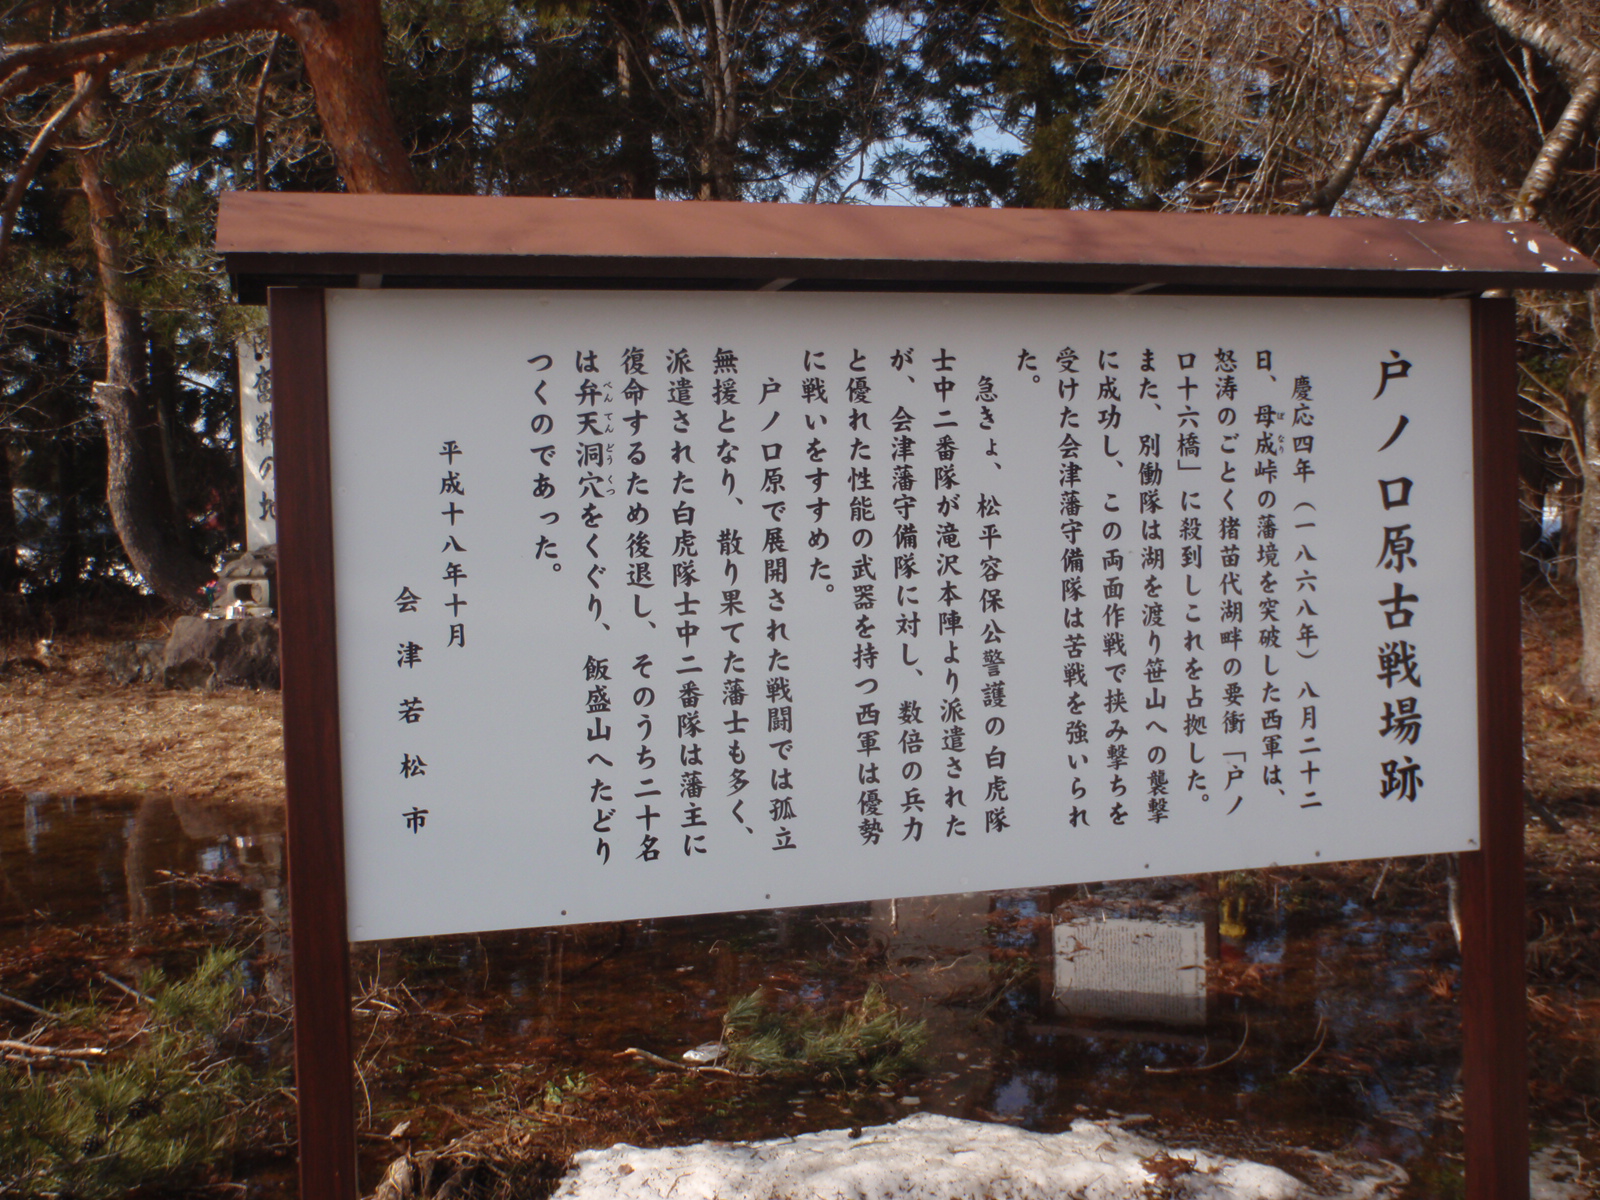 戸ノ口原古戦場跡
慶応四年（一八六八年）八月二十二
日、母成峠の藩境を突破した西軍は、
ぼなり
怒涛のごとく猪苗代湖畔の要衝「戸ノ
口十六橋」に殺到しこれを占拠した。
また、別働隊は湖を渡り笹山への襲撃
に成功し、この両面作戦で挟み撃ちを
受けた会津藩守備隊は苦戦を強いられ
た。
急きょ、松平容保公警護の白虎隊
士中二番隊が滝沢本陣より派遣された
が、会津藩守備隊に対し、数倍の兵力
と優れた性能の武器を持つ西軍は優勢
に戦いをすすめた。
戸ノ口原で展開された戦闘では孤立
無援となり、散り果てた藩士も多く、
派遣された白虎隊士中二番隊は藩主に
復命するため後退し、そのうち二十名
は弁天洞穴をくぐり、飯盛山へたどり
べんてんどうくつ
つくのであった。
平成十八年十月
会津若松市
奮戦の地